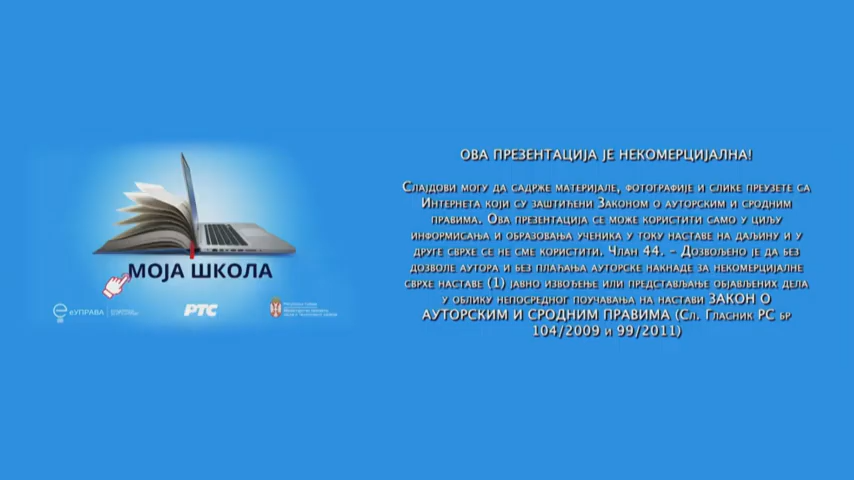 ОВА ПРЕЗЕНТАЦИЈА ЈЕ НЕКОМЕРЦИЈАЛНА!
Слајдови могу да садрже материјале, фотографије и слике преузете са
Интернета који су заштићени Законом о ауторским и сродним
правима. Ова презентација се може користити само у циљу
информисања и образовања ученика у току наставе на даљину и у
друге сврхе се не сме користити. Члан 44. – Дозвољено је да без
дозволе аутора и без плаћања ауторске накнаде за некомерцијалне
сврхе наставе (1) јавно извођење или представљање објављених дела
у облику непосредног поучавања на настави ЗАКОН О
АУТОРСКИМ И СРОДНИМ ПРАВИМА (Сл. Гласник РС бр
104/2009 и 99/2011)
МОЈА ШКОЛА
еУПРАВА
РТС